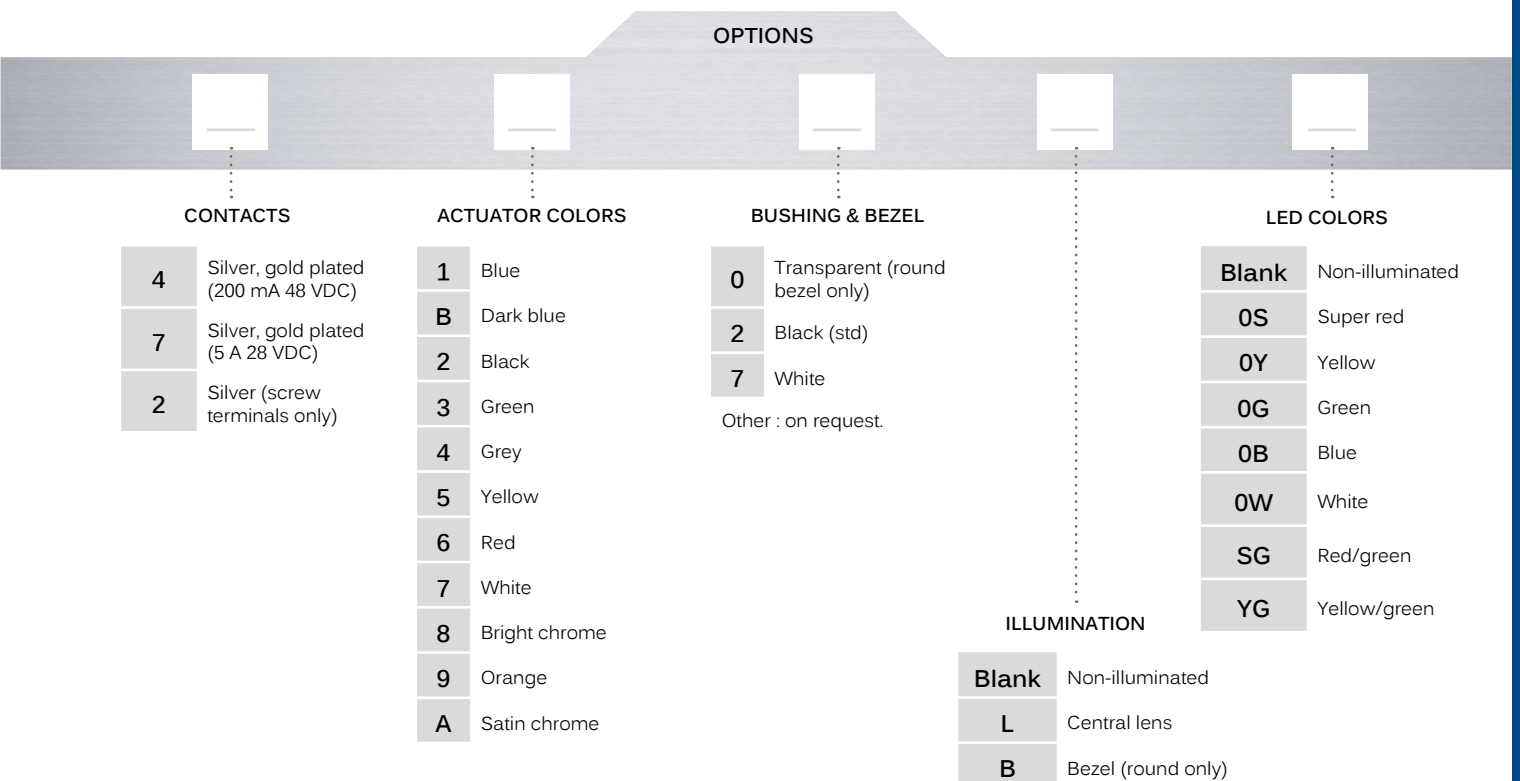 OPTIONS
CONTACTS
4 Silver, gold plated
(200 mA 48 VDC)
7 Silver, gold plated
(5 A 28 VDC)
2 Silver (screw
terminals only)
ACTUATOR COLORS
1 Blue
B Dark blue
2 Black
3 Green
4 Grey
5 Yellow
6 Red
7 White
8 Bright chrome
9 Orange
A Satin chrome
BUSHING & BEZEL
0 Transparent (round
bezel only)
2 Black (std)
7 White
Other : on request.
ILLUMINATION
Blank Non-illuminated
L Central lens
B Bezel (round only)
LED COLORS
Blank Non-illuminated
0S Super red
0Y Yellow
0G Green
0B Blue
0W White
SG Red/green
YG Yellow/green